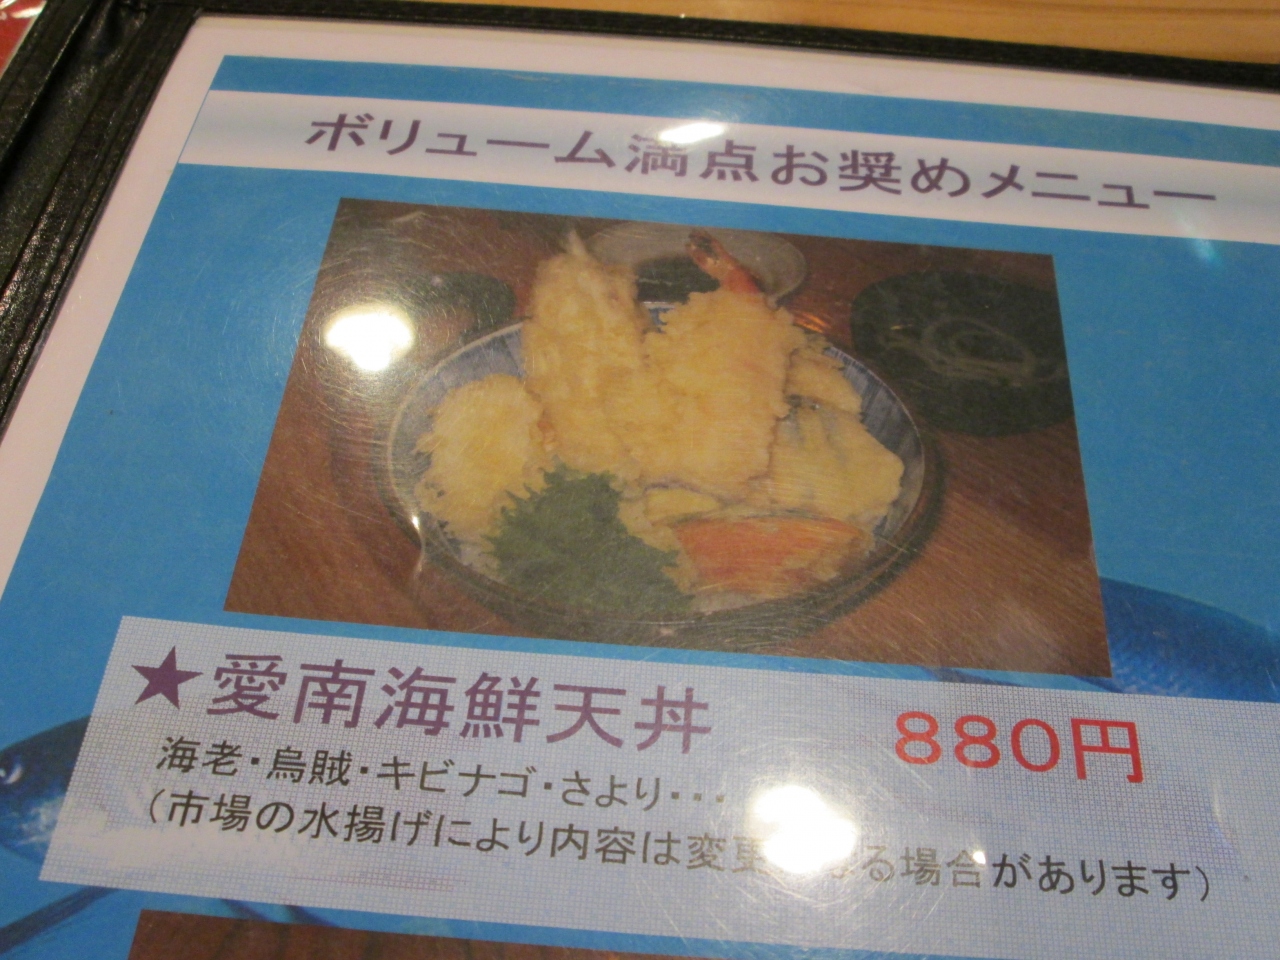 ボリューム満点お奨めメニュー
★愛南海鮮天丼 880円
海老・烏賊・キビナゴ・さより・・・
（市場の水揚げにより内容は変更 る場合があります）